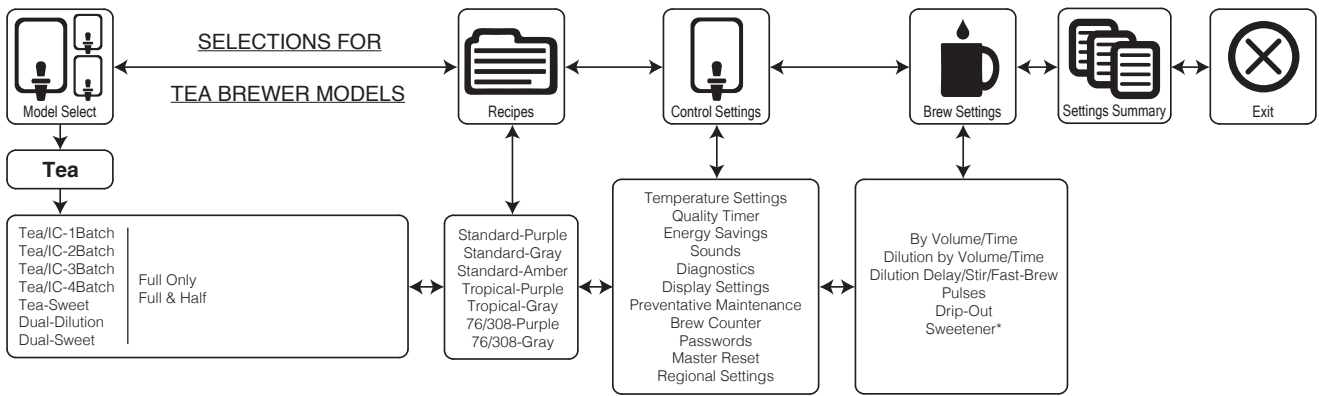 SELECTIONS FOR
TEA BREWER MODELS
Model Select
Recipes
Control Settings
Brew Settings
Settings Summary
Exit
Tea
Tea/IC-1Batch
Tea/IC-2Batch
Tea/IC-3Batch
Tea/IC-4Batch
Tea-Sweet
Dual-Dilution
Dual-Sweet
Full Only
Full & Half
Standard-Purple
Standard-Gray
Standard-Amber
Tropical-Purple
Tropical-Gray
76/308-Purple
76/308-Gray
Temperature Settings
Quality Timer
Energy Savings
Sounds
Diagnostics
Display Settings
Preventative Maintenance
Brew Counter
Passwords
Master Reset
Regional Settings
By Volume/Time
Dilution by Volume/Time
Dilution Delay/Stir/Fast-Brew
Pulses
Drip-Out
Sweetener*